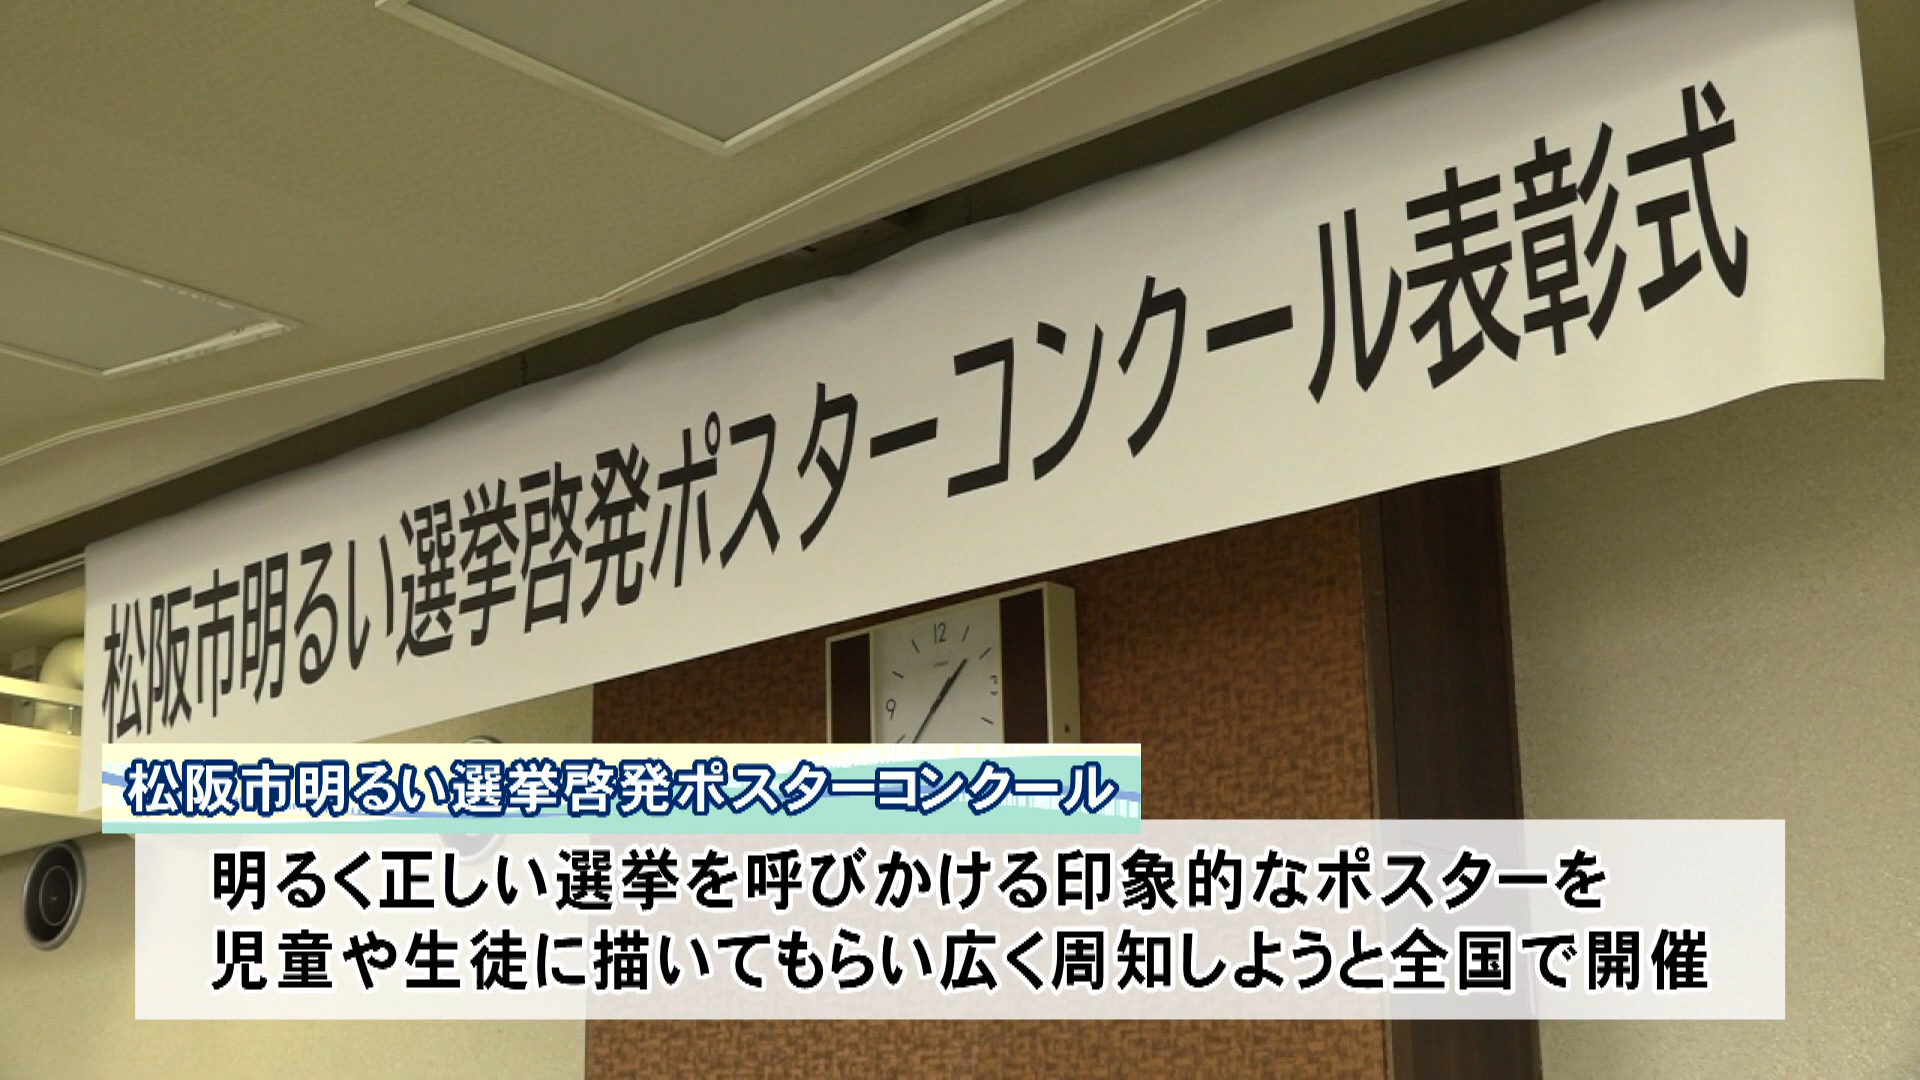 松阪市明るい選挙啓発ポスターコンクール表彰式
12
3
9
松阪市明るい選挙啓発ポスターコンクール
明るく正しい選挙を呼びかける印象的なポスターを
児童や生徒に描いてもらい広く周知しようと全国で開催